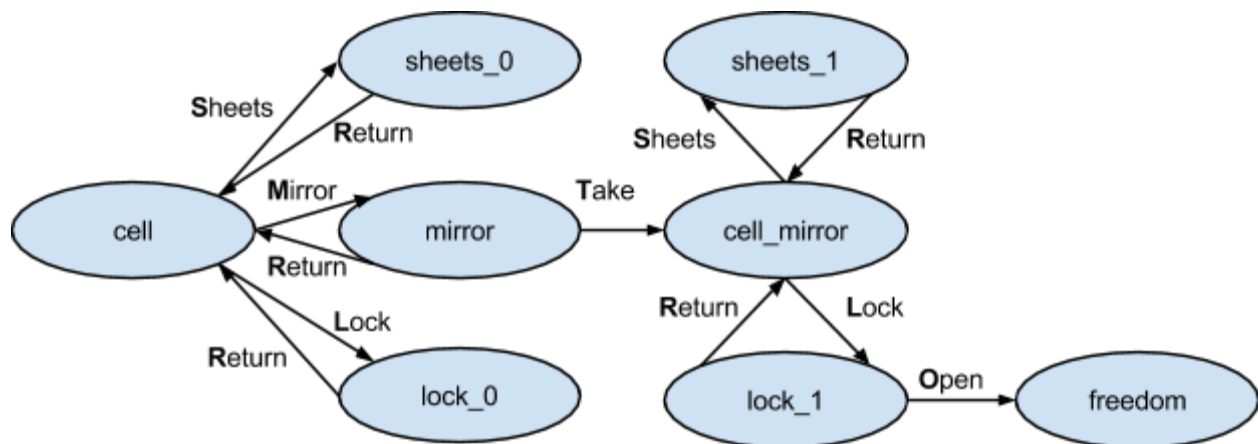 sheets_0
sheets_1
Sheets
Return
Sheets
Return
Mirror
Take
cell
mirror
cell_mirror
Return
Return
Lock
Lock
Return
Open
lock_0
lock_1
freedom